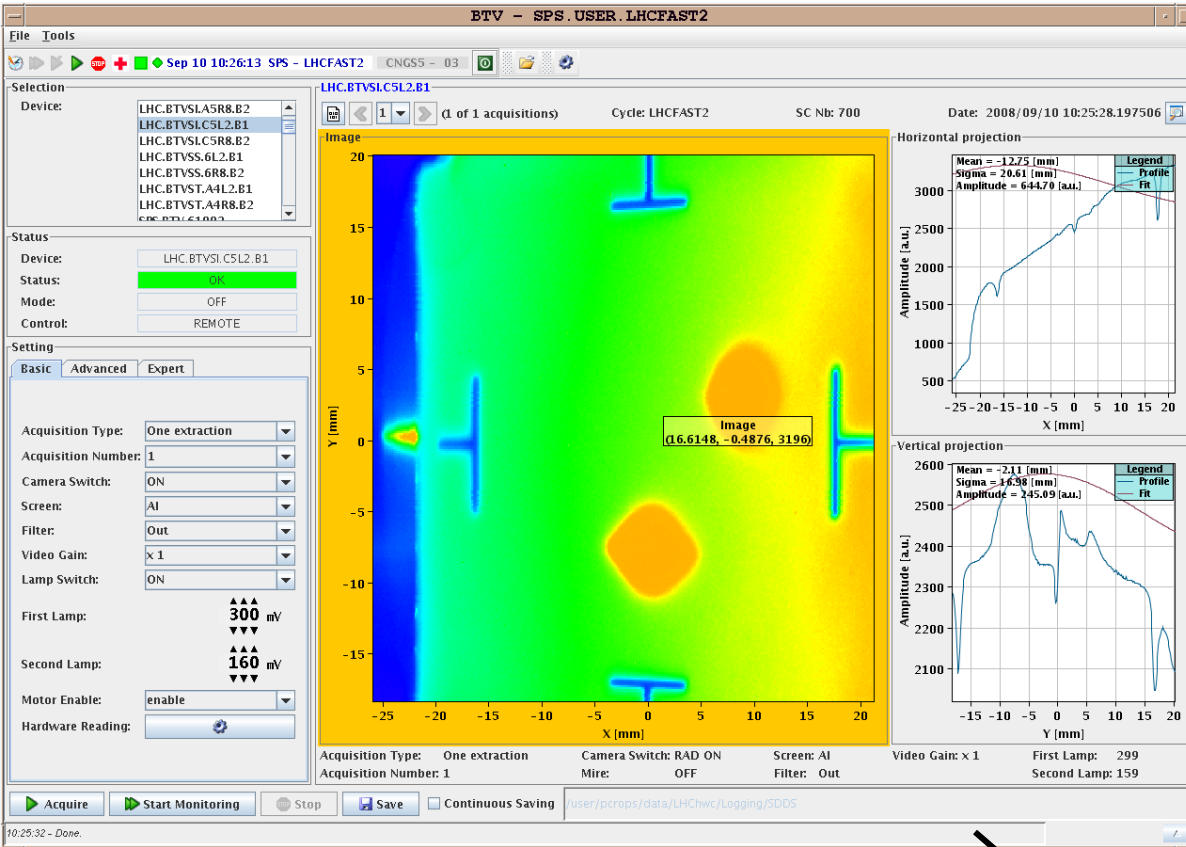 BTV - SPS.USER.LHCFAST2
File Tools
STOP Sep 10 10:26:13 SPS - LHCFAST2 CNGS5 - 03
Selection
Device:
LHC.BTVSI.A5R8.B2
LHC.BTVSI.C5L2.B1
LHC.BTVSI.C5R8.B2
LHC.BTVSS.6L2.B1
LHC.BTVSS.6R8.B2
LHC.BTVST.A4L2.B1
LHC.BTVST.A4R8.B2
Status
Device: LHC.BTVSI.C5L2.B1
Status: OK
Mode: OFF
Control: REMOTE
Setting
Basic Advanced Expert
Acquisition Type: One extraction
Acquisition Number: 1
Camera Switch: ON
Screen: Al
Filter: Out
Video Gain: x 1
Lamp Switch: ON
First Lamp: 300 mV
Second Lamp: 160 mV
Motor Enable: enable
Hardware Reading:
LHC.BTVSI.C5L2.B1
1 (1 of 1 acquisitions) Cycle: LHCFAST2 SC Nb: 700 Date: 2008/09/10 10:25:28.197506
Image
20
15
10
5
0
-5
-10
-15
Y [mm]
Image
(16.6148, -0.4876, 3196)
-25 -20 -15 -10 -5 0 5 10 15 20
X [mm]
Horizontal projection
Mean = -12.75 [mm]
Sigma = 20.61 [mm]
Amplitude = 644.70 [a.u.]
Legend
Profile
Fit
3000
2500
2000
1500
1000
500
Amplitude [a.u.]
-25 -20 -15 -10 -5 0 5 10 15 20
X [mm]
Vertical projection
Mean = -2.11 [mm]
Sigma = 16.98 [mm]
Amplitude = 245.09 [a.u.]
Legend
Profile
Fit
2600
2500
2400
2300
2200
2100
Amplitude [a.u.]
-15 -10 -5 0 5 10 15 20
Y [mm]
Acquisition Type: One extraction Camera Switch: RAD ON Screen: Al Video Gain: x 1 First Lamp: 299
Acquisition Number: 1 Mire: OFF Filter: Out Second Lamp: 159
Acquire Start Monitoring Stop Save Continuous Saving /user/pcrops/data/LHChwc/Logging/SDDS
10:25:32 - Done.